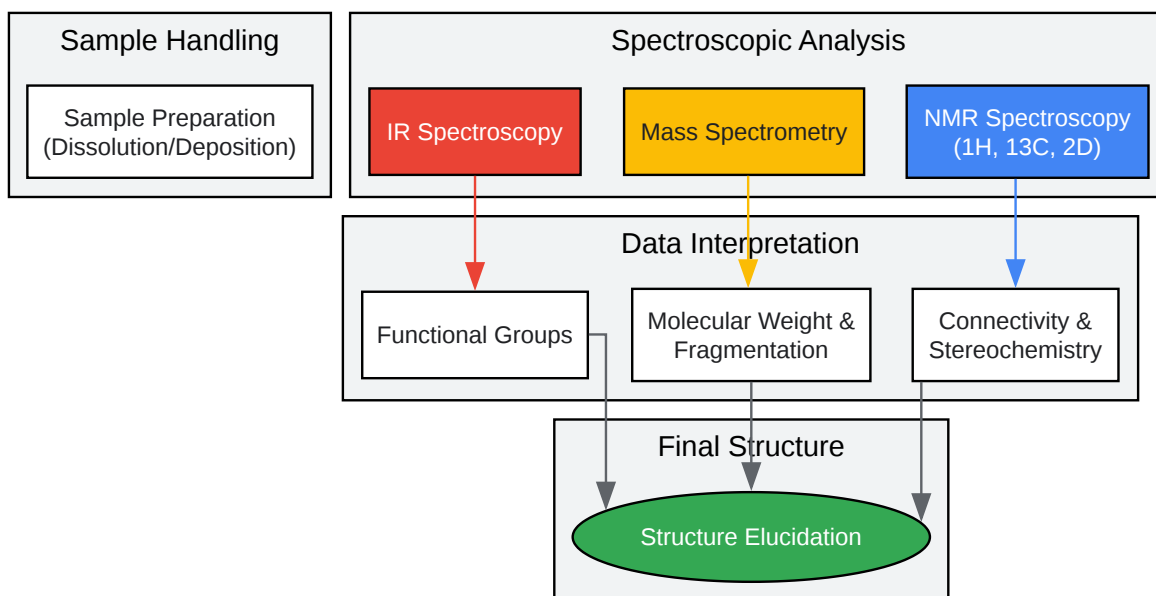 Sample Handling
Sample Preparation
(Dissolution/Deposition)
Spectroscopic Analysis
IR Spectroscopy
Mass Spectrometry
NMR Spectroscopy
(1H, 13C, 2D)
Data Interpretation
Functional Groups
Molecular Weight &
Fragmentation
Connectivity &
Stereochemistry
Final Structure
Structure Elucidation